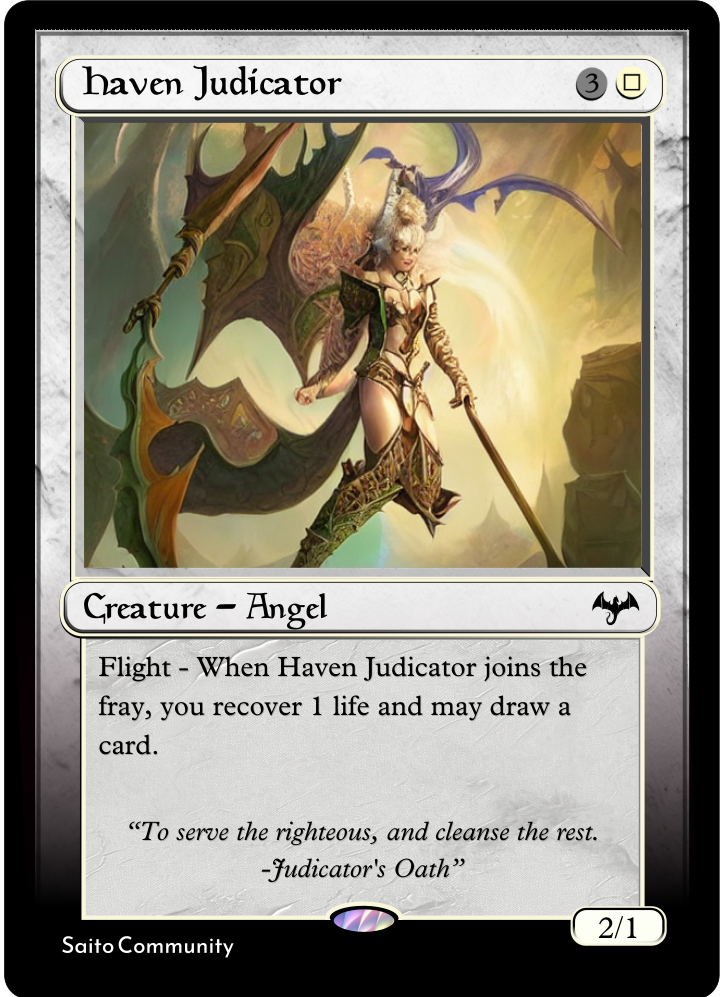 Haven Judicator
3
Creature – Angel
Flight - When Haven Judicator joins the
fray, you recover 1 life and may draw a
card.
“To serve the righteous, and cleanse the rest.
-Judicator's Oath”
2/1
Saito Community